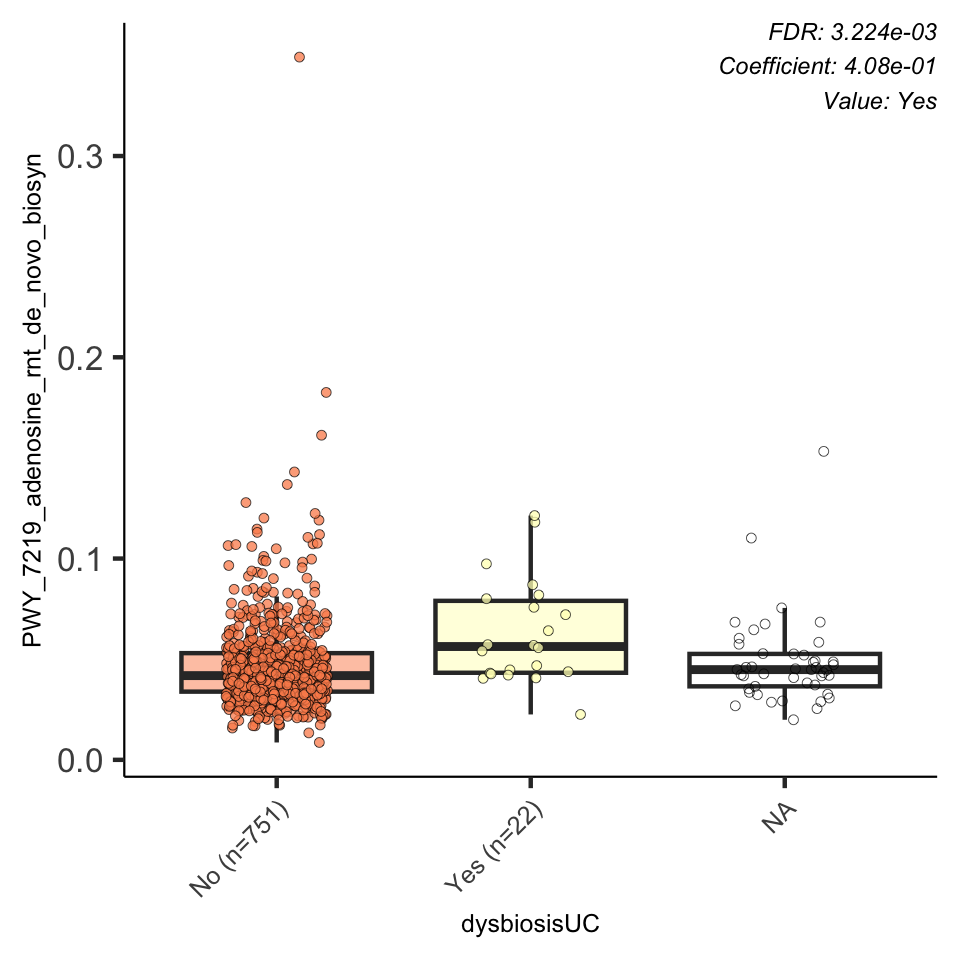 FDR: 3.224e-03
Coefficient: 4.08e-01
Value: Yes
PWY_7219_adenosine_rnt_de_novo_biosyn
0.3
0.2
0.1
0.0
No (n=751)
Yes (n=22)
NA
dysbiosisUC